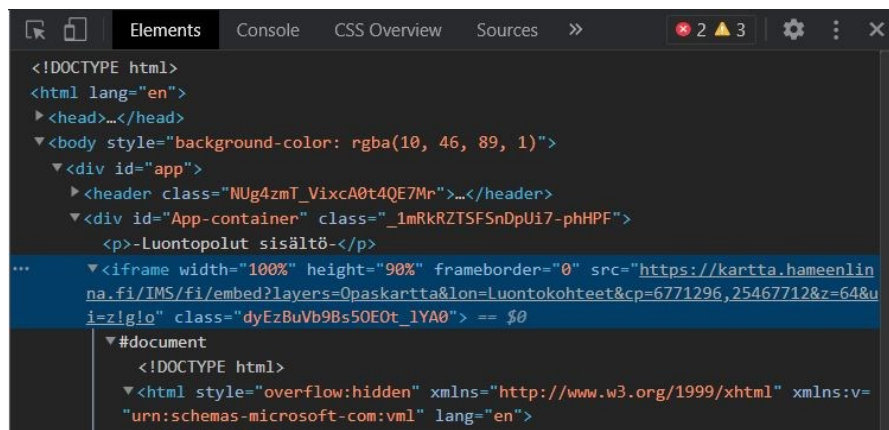 Elements Console CSS Overview Sources » 2 3
<!DOCTYPE html>
<html lang="en">
<head>…</head>
<body style="background-color: rgba(10, 46, 89, 1)">
<div id="app">
<header class="NUg4zmT_VixcA0t4QE7Mr">…</header>
<div id="App-container" class="_1mRkRZTSFSnDpUi7-phHPF">
<p>-Luontopolut sisältö-</p>
… <iframe width="100%" height="90%" frameborder="0" src="https://kartta.hameenlin
na.fi/IMS/fi/embed?layers=Opaskartta&lon=Luontokohteet&cp=6771296,25467712&z=64&u
i=z!g!o" class="dyEzBuVb9Bs5OEOt_lYA0"> == $0
#document
<!DOCTYPE html>
<html style="overflow:hidden" xmlns="http://www.w3.org/1999/xhtml" xmlns:v=
"urn:schemas-microsoft-com:vml" lang="en">